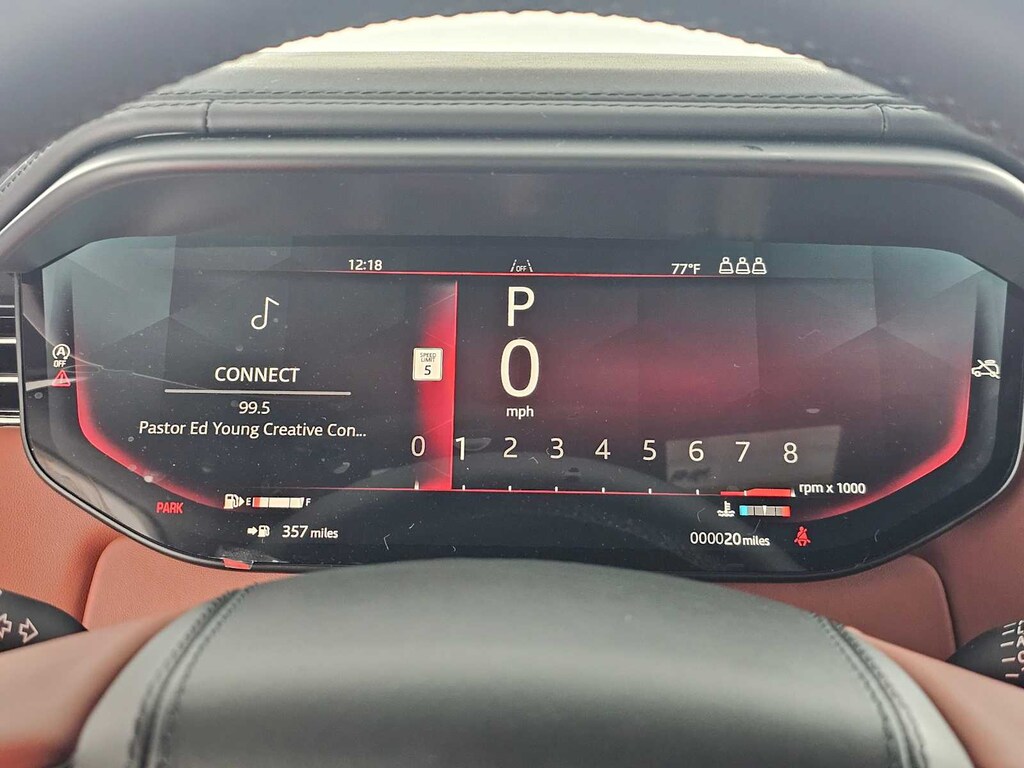 12:18
OFF
77°F
P
A
OFF
SPEED
LIMIT
5
0
mph
CONNECT
99.5
Pastor Ed Young Creative Con...
0 1 2 3 4 5 6 7 8
rpm x 1000
PARK
E F
357 miles
000020 miles